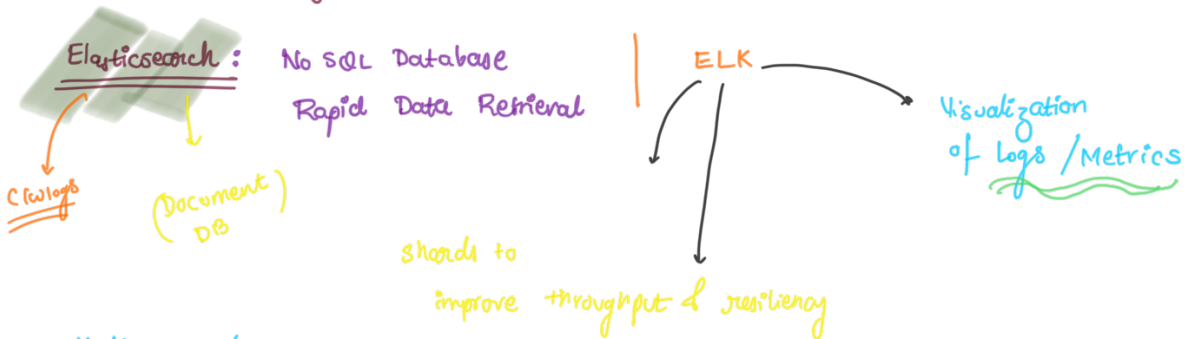 Elasticsearch : No SQL Database
Rapid Data Retrieval
ELK
Visualization
of Logs / Metrics
CWlogs
(Document
DB)
shards to
improve throughput & resiliency